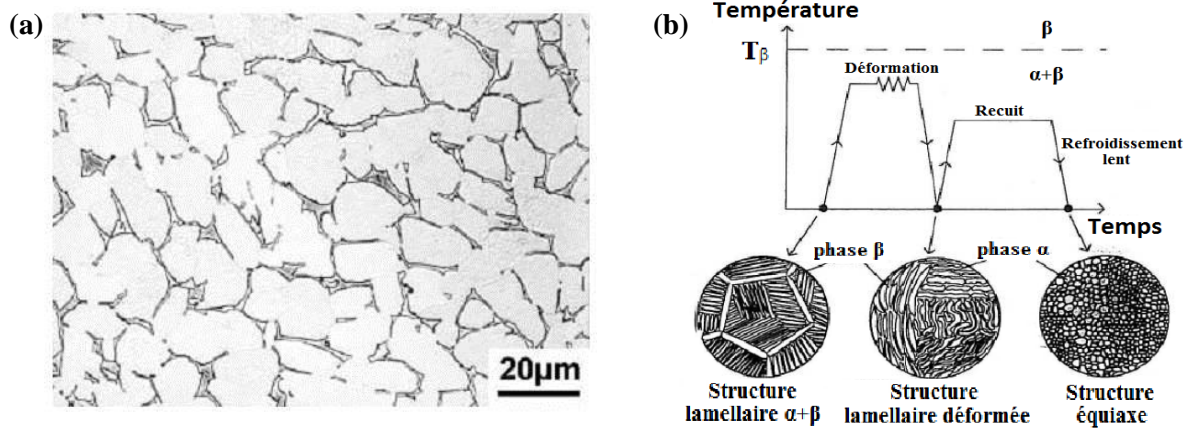 (a)
20µm
(b)
Température
Tβ
β
α+β
Déformation
Recuit
Refroidissement
lent
Temps
phase β
phase α
Structure
lamellaire α+β
Structure
lamellaire déformée
Structure
équiaxe